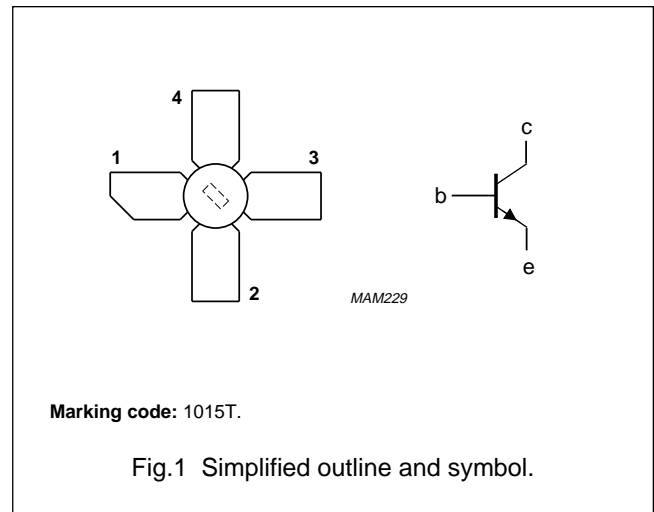 4
1
3
2
c
b
e
MAM229
Marking code: 1015T.
Fig.1 Simplified outline and symbol.